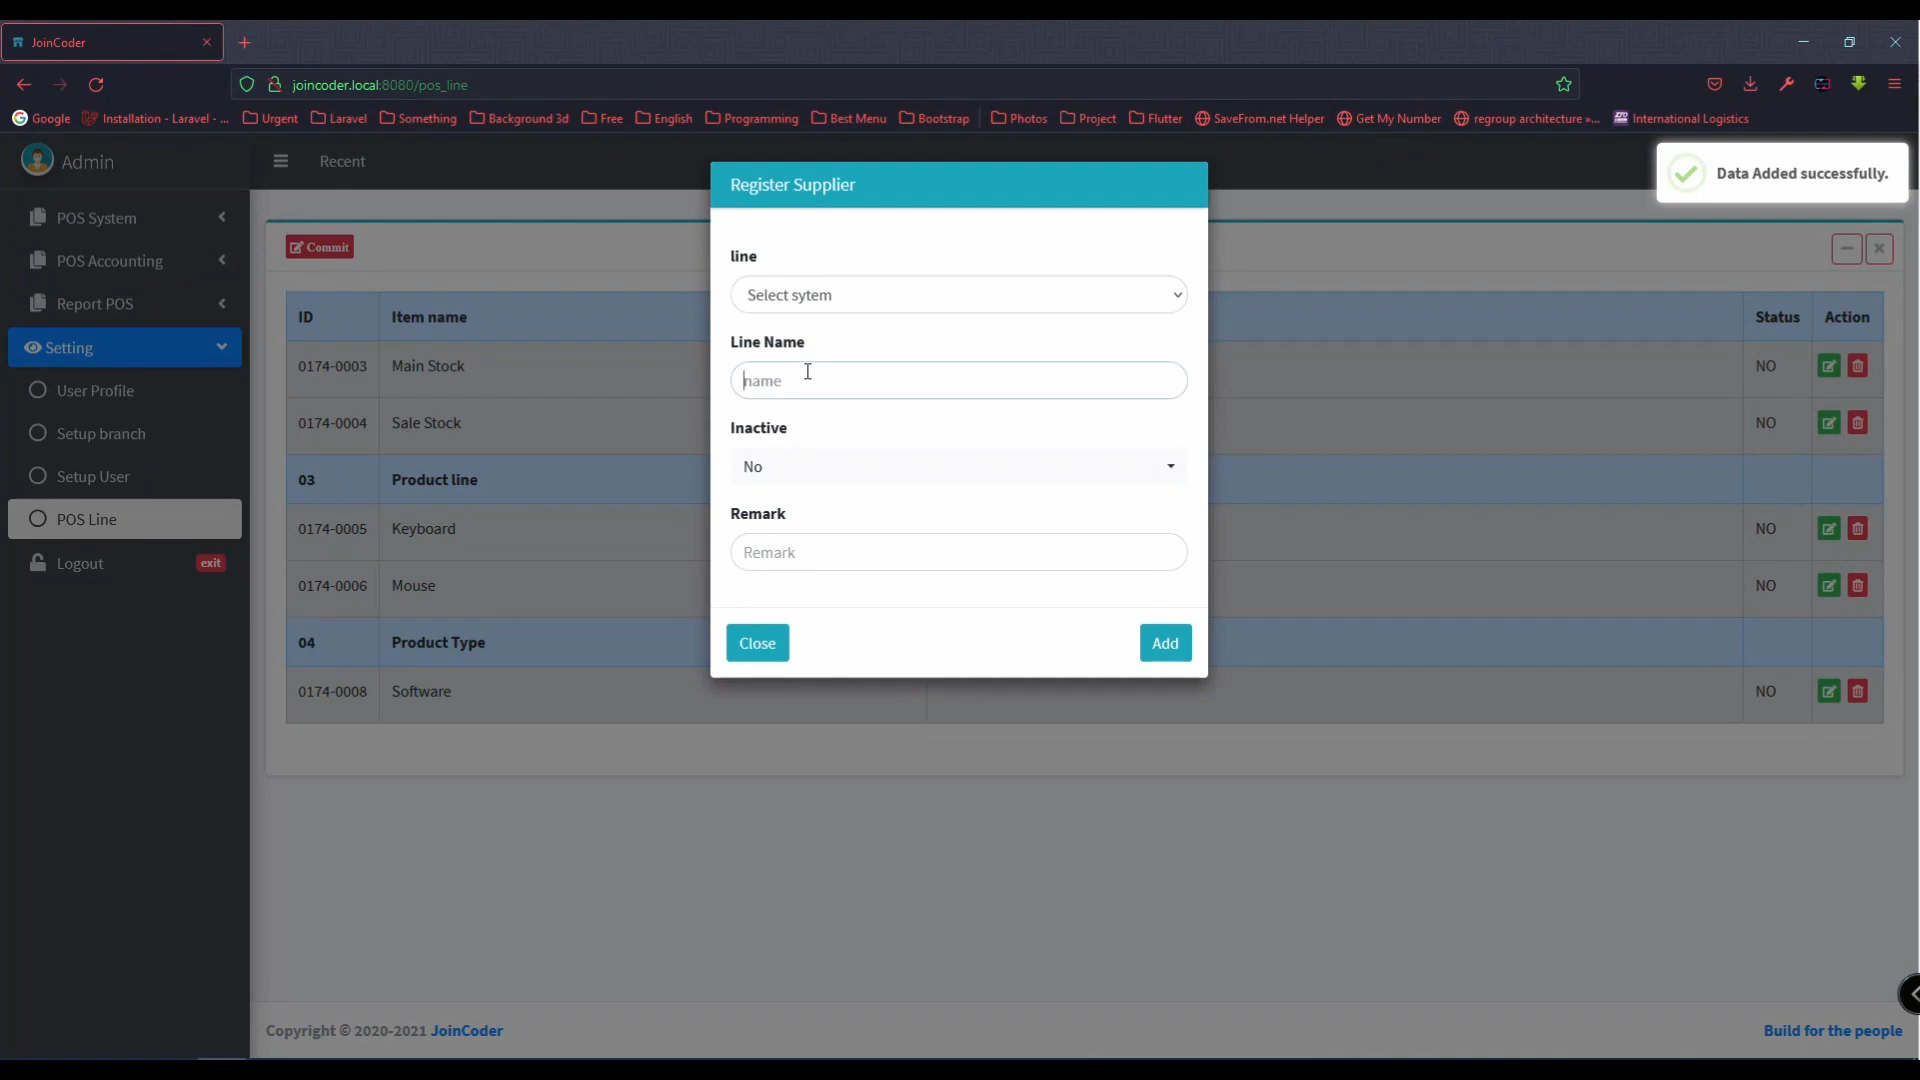 JoinCoder
joincoder.local:8080/pos_line
Google
Installation - Laravel - ...
Urgent
Laravel
Something
Background 3d
Free
English
Programming
Best Menu
Bootstrap
Photos
Project
Flutter
SaveFrom.net Helper
Get My Number
regroup architecture »...
International Logistics
Admin
Recent
Register Supplier
Data Added successfully.
POS System
POS Accounting
Report POS
Setting
User Profile
Setup branch
Setup User
POS Line
Logout exit
Commit
ID Item name Status Action
0174-0003 Main Stock NO
0174-0004 Sale Stock NO
03 Product line
0174-0005 Keyboard NO
0174-0006 Mouse NO
04 Product Type
0174-0008 Software NO
line
Select sytem
Line Name
name
Inactive
No
Remark
Remark
Close
Add
Copyright © 2020-2021 JoinCoder
Build for the people